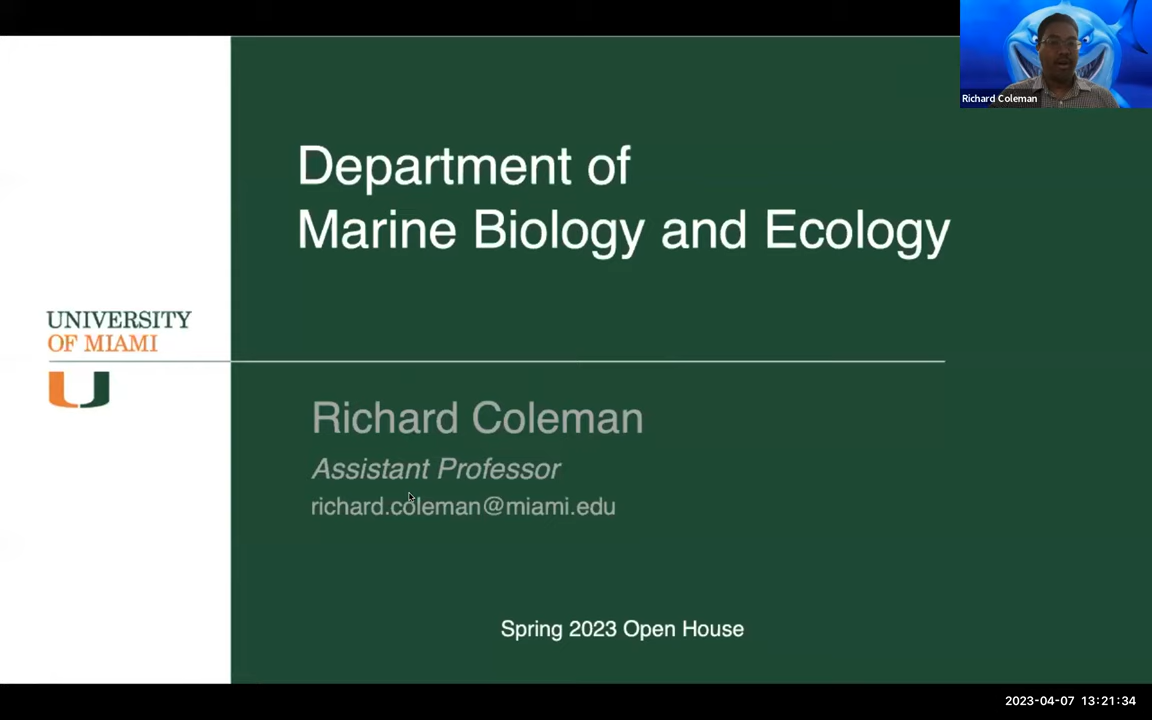 Richard Coleman
Department of
Marine Biology and Ecology
UNIVERSITY
OF MIAMI
Richard Coleman
Assistant Professor
richard.coleman@miami.edu
Spring 2023 Open House
2023-04-07 13:21:34